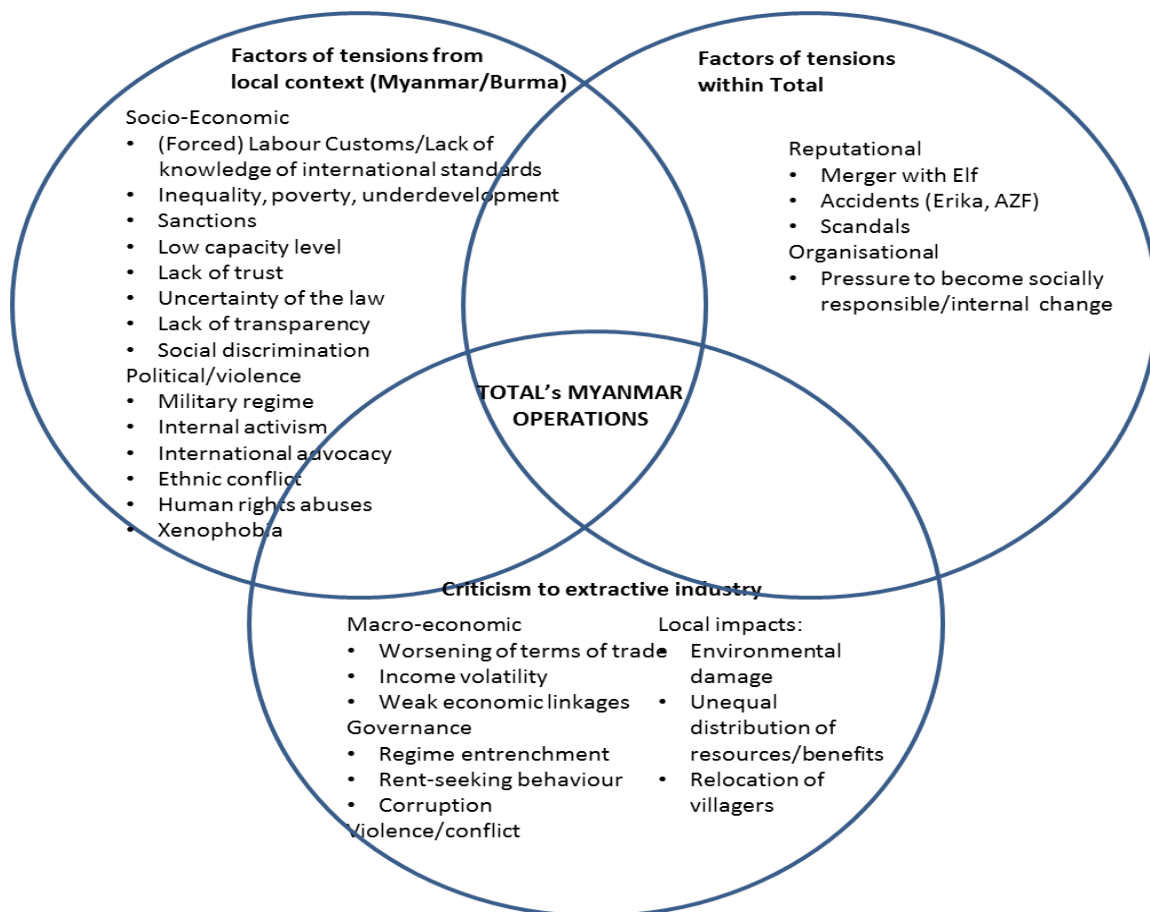 Factors of tensions from
local context (Myanmar/Burma)
Socio-Economic
• (Forced) Labour Customs/Lack of
knowledge of international standards
• Inequality, poverty, underdevelopment
• Sanctions
• Low capacity level
• Lack of trust
• Uncertainty of the law
• Lack of transparency
• Social discrimination
Political/violence
• Military regime
• Internal activism
• International advocacy
• Ethnic conflict
• Human rights abuses
• Xenophobia
Factors of tensions
within Total
Reputational
• Merger with Elf
• Accidents (Erika, AZF)
• Scandals
Organisational
• Pressure to become socially
responsible/internal change
TOTAL's MYANMAR
OPERATIONS
Criticism to extractive industry
Macro-economic
• Worsening of terms of trade
• Income volatility
• Weak economic linkages
Governance
• Regime entrenchment
• Rent-seeking behaviour
• Corruption
Violence/conflict
Local impacts:
• Environmental
damage
• Unequal
distribution of
resources/benefits
• Relocation of
villagers